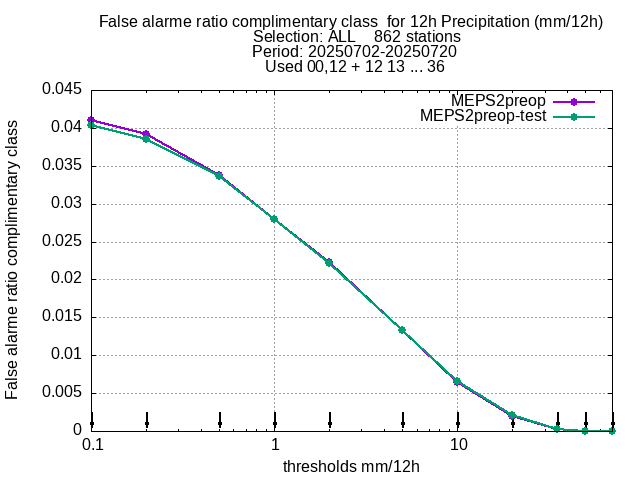 False alarme ratio complimentary class  for 12h Precipitation (mm/12h)
Selection: ALL    862 stations
Period: 20250702-20250720
Used 00,12 + 12 13 ... 36
MEPS2preop
MEPS2preop-test
False alarme ratio complimentary class
0.045
0.04
0.035
0.03
0.025
0.02
0.015
0.01
0.005
0
0.1 1 10
thresholds mm/12h